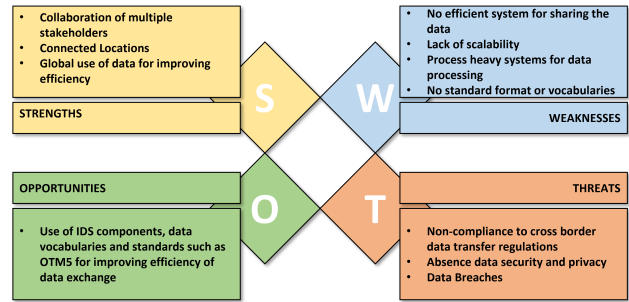 • Collaboration of multiple
stakeholders
• Connected Locations
• Global use of data for improving
efficiency
STRENGTHS
S
W
• No efficient system for sharing the
data
• Lack of scalability
• Process heavy systems for data
processing
• No standard format or vocabularies
WEAKNESSES
OPPORTUNITIES
• Use of IDS components, data
vocabularies and standards such as
OTM5 for improving efficiency of
data exchange
O
T
THREATS
• Non-compliance to cross border
data transfer regulations
• Absence data security and privacy
• Data Breaches